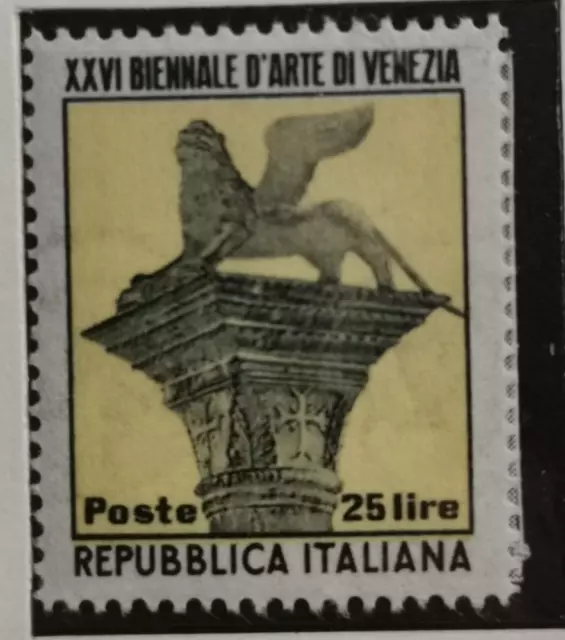 XXVI BIENNALE D'ARTE DI VENEZIA
Poste 25 lire
REPUBBLICA ITALIANA